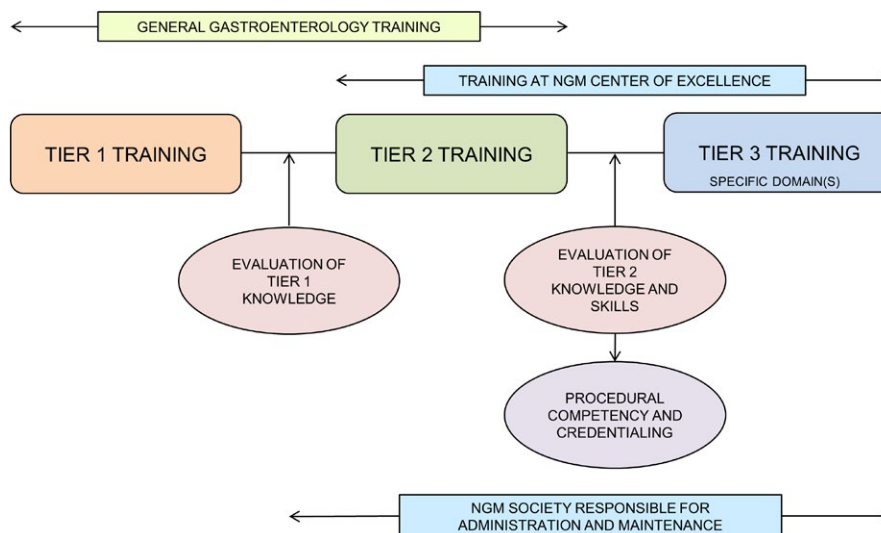 GENERAL GASTROENTEROLOGY TRAINING
TRAINING AT NGM CENTER OF EXCELLENCE
TIER 1 TRAINING
TIER 2 TRAINING
TIER 3 TRAINING
SPECIFIC DOMAIN(S)
EVALUATION OF
TIER 1
KNOWLEDGE
EVALUATION OF
TIER 2
KNOWLEDGE AND
SKILLS
PROCEDURAL
COMPETENCY AND
CREDENTIALING
NGM SOCIETY RESPONSIBLE FOR
ADMINISTRATION AND MAINTENANCE